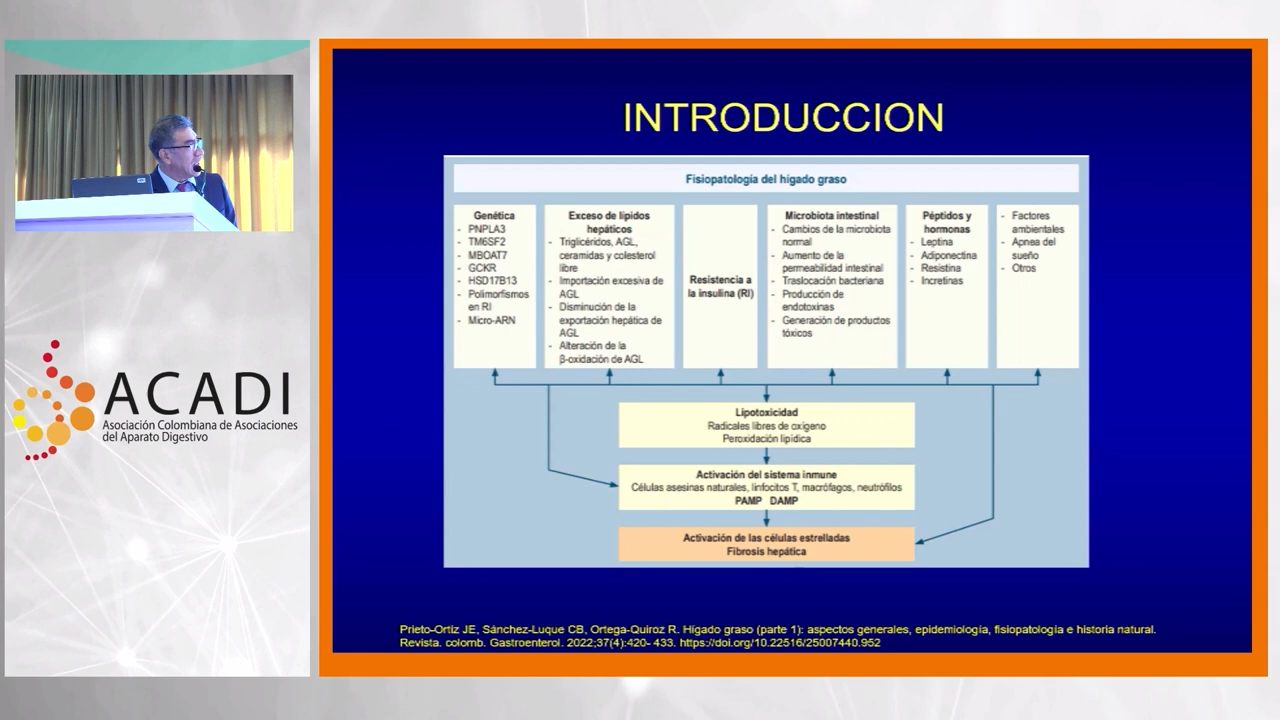 INTRODUCCION
Fisiopatología del hígado graso
Genética
- PNPLA3
- TM6SF2
- MBOAT7
- GCKR
- HSD17B13
- Polimorfismos
en RI
- Micro-ARN
Exceso de lípidos
hepáticos
- Triglicéridos, AGL,
ceramidas y colesterol
libre
- Importación excesiva de
AGL
- Disminución de la
exportación hepática de
AGL
- Alteración de la
β-oxidación de AGL
Resistencia a
la insulina (RI)
Microbiota intestinal
- Cambios de la microbiota
normal
- Aumento de la
permeabilidad intestinal
- Traslocación bacteriana
- Producción de
endotoxinas
- Generación de productos
tóxicos
Péptidos y
hormonas
- Leptina
- Adiponectina
- Resistina
- Incretinas
- Factores
ambientales
- Apnea del
sueño
- Otros
Lipotoxicidad
Radicales libres de oxígeno
Peroxidación lipídica
Activación del sistema inmune
Células asesinas naturales, linfocitos T, macrófagos, neutrófilos
PAMP DAMP
Activación de las células estrelladas
Fibrosis hepática
Prieto-Ortiz JE, Sánchez-Luque CB, Ortega-Quiroz R. Hígado graso (parte 1): aspectos generales, epidemiología, fisiopatología e historia natural.
Revista. colomb. Gastroenterol. 2022;37(4):420- 433. https://doi.org/10.22516/25007440.952
ACADI
Asociación Colombiana de Asociaciones
del Aparato Digestivo